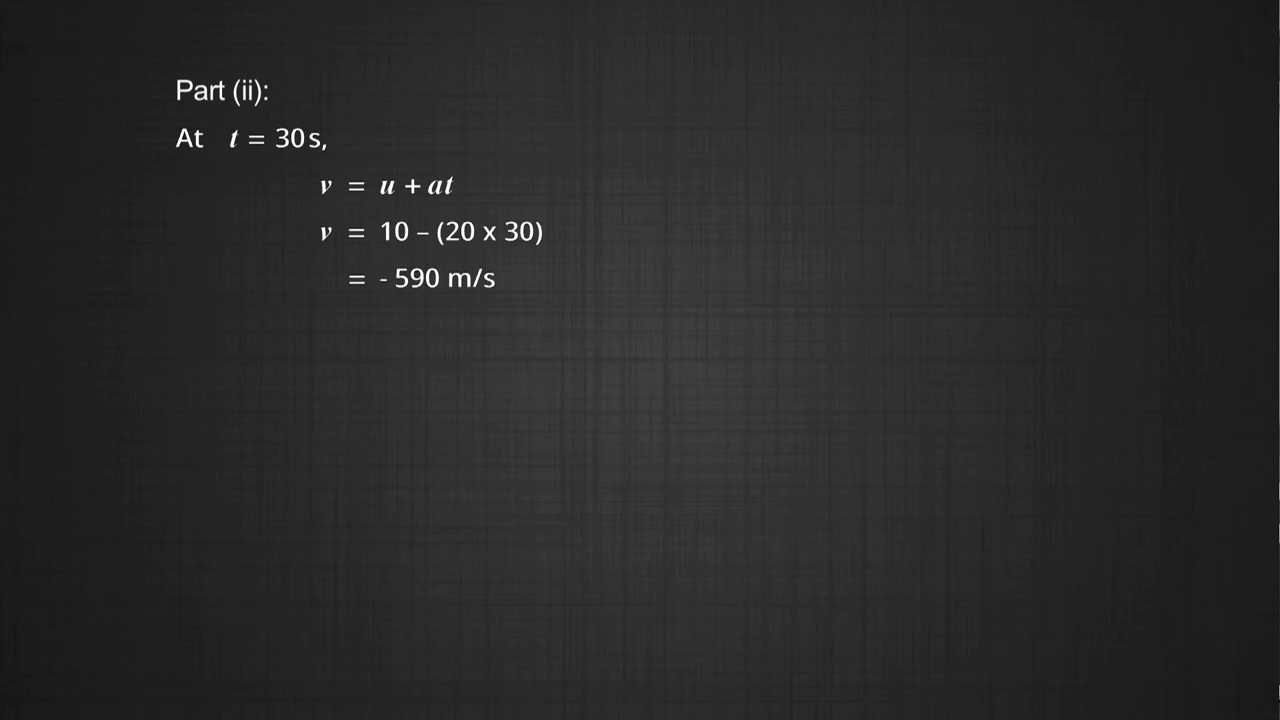 Part (ii):
At t = 30 s,
v = u + at
v = 10 – (20 x 30)
= - 590 m/s